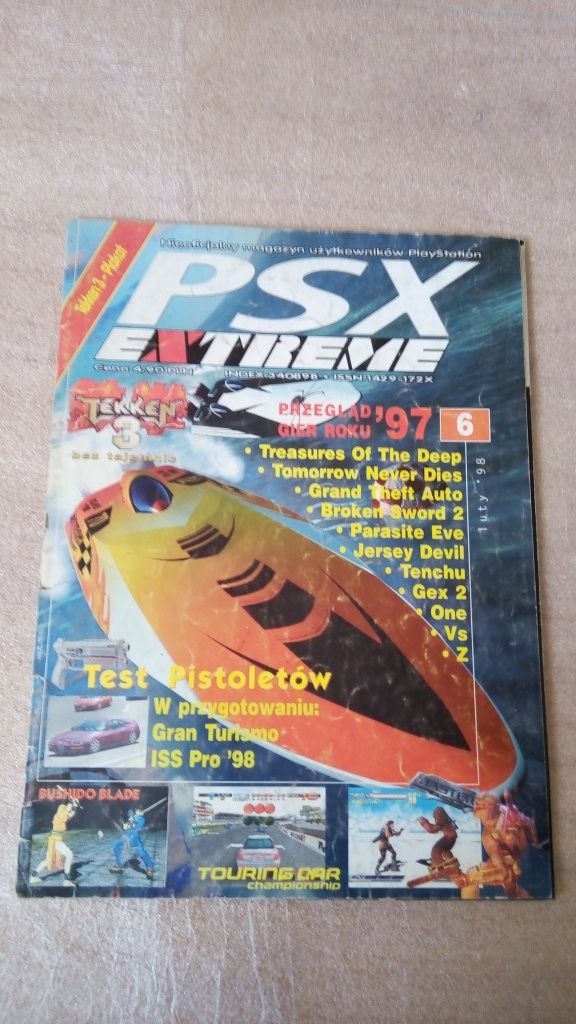 Nieoficjalny magazyn użytkowników PlayStation
Tekken 3 - Plakat
PSX
EXTREME
Cena 4,90 PLN INDEX-340898 • ISSN 1429-172X
TEKKEN
3
bez tajemnic
PRZEGLĄD
GIER ROKU '97
6
luty '98
• Treasures Of The Deep
• Tomorrow Never Dies
• Grand Theft Auto
• Broken Sword 2
• Parasite Eve
• Jersey Devil
• Tenchu
• Gex 2
• One
• Vs
• Z
Test Pistoletów
W przygotowaniu:
Gran Turismo
ISS Pro '98
BUSHIDO BLADE
TOURING CAR
championship